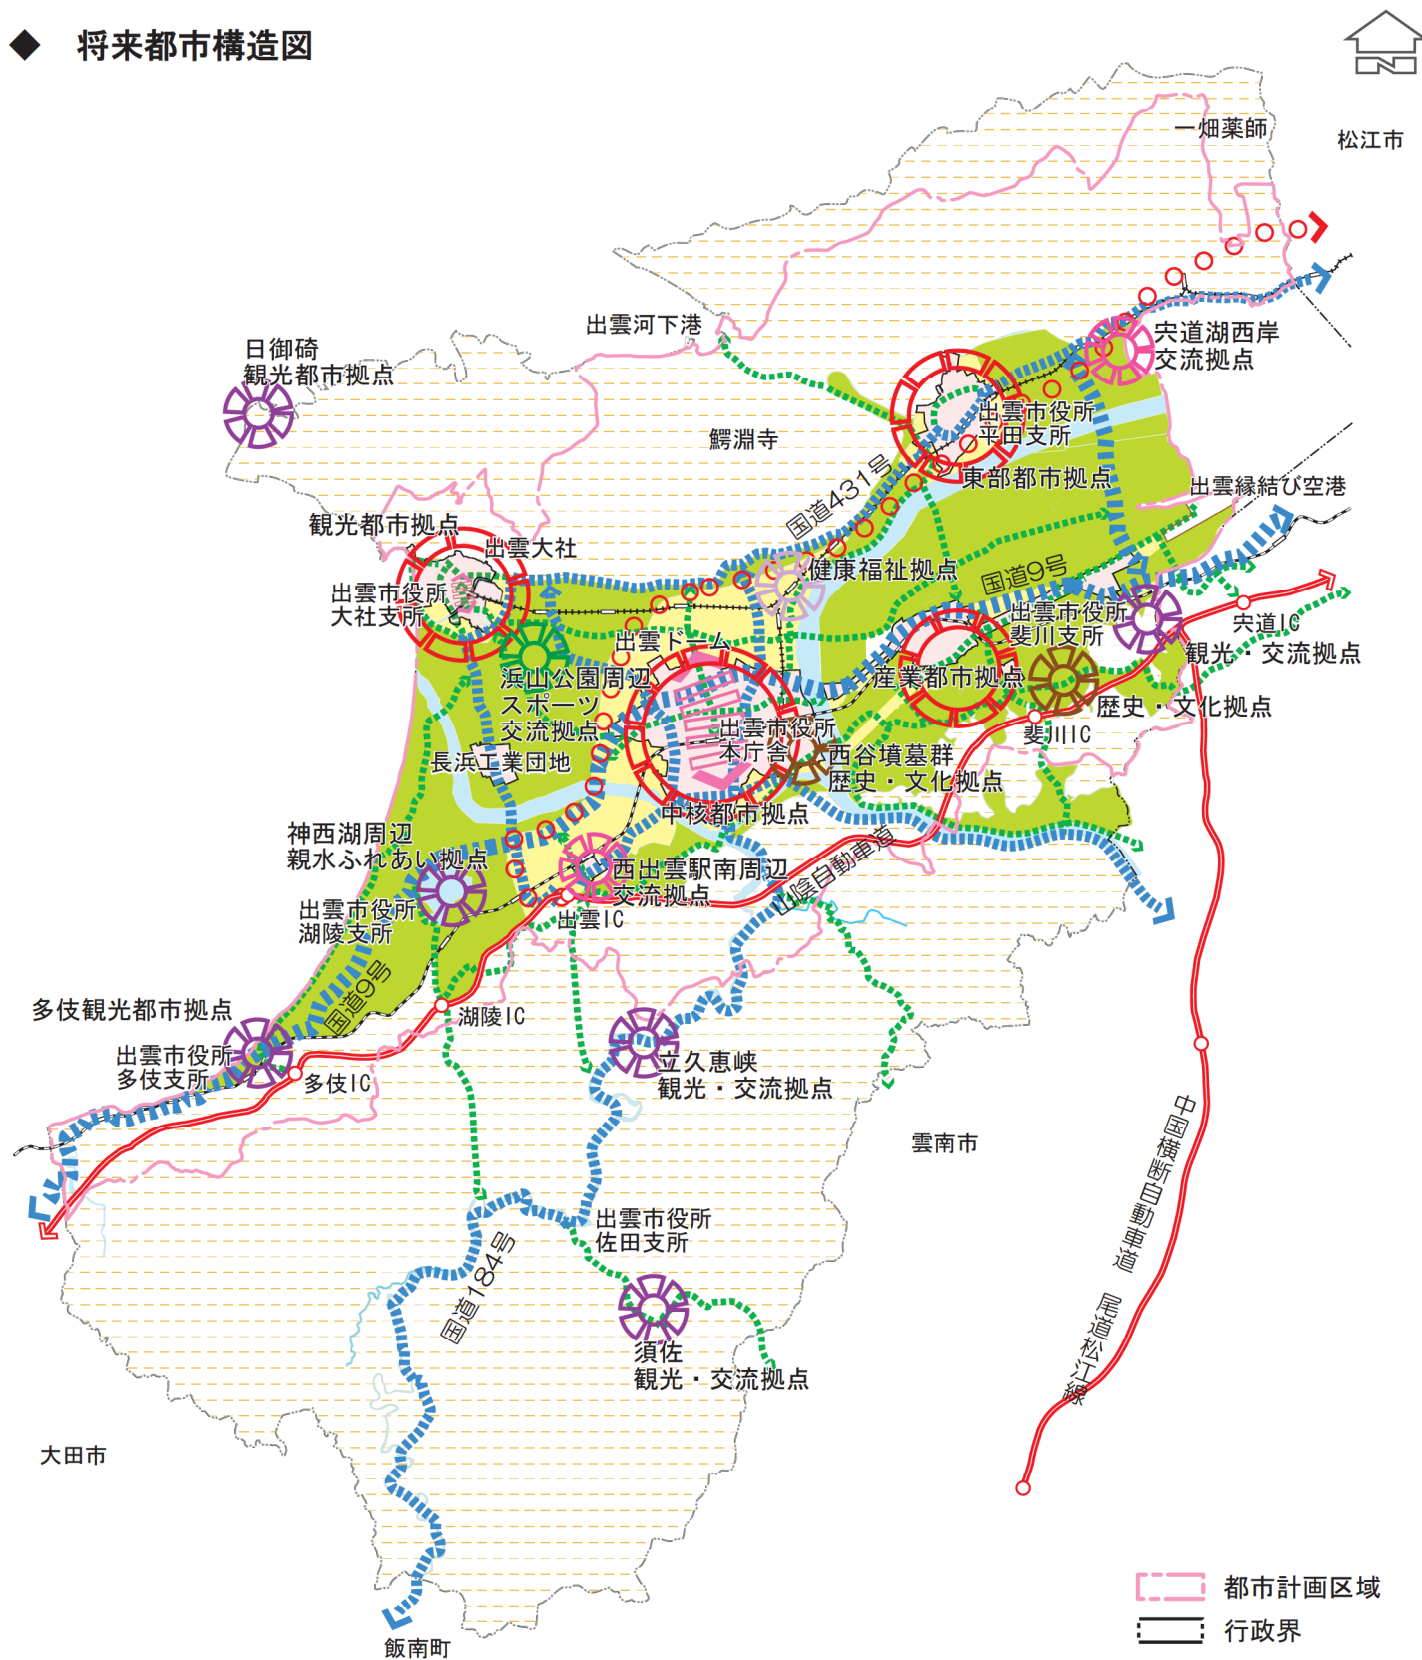 ◆ 将来都市構造図
一畑薬師
松江市
出雲河下港
宍道湖西岸
交流拠点
日御碕
観光都市拠点
出雲市役所
平田支所
鰐淵寺
国道431号
東部都市拠点
出雲縁結び空港
観光都市拠点
出雲大社
健康福祉拠点
国道9号
出雲市役所
大社支所
出雲市役所
斐川支所
宍道IC
出雲ドーム
観光・交流拠点
浜山公園周辺
スポーツ
交流拠点
産業都市拠点
歴史・文化拠点
出雲市役所
本庁舎
斐川IC
長浜工業団地
西谷墳墓群
歴史・文化拠点
中核都市拠点
神西湖周辺
親水ふれあい拠点
山陰自動車道
西出雲駅南周辺
交流拠点
出雲市役所
湖陵支所
出雲IC
国道9号
多伎観光都市拠点
湖陵IC
出雲市役所
多伎支所
多伎IC
立久恵峡
観光・交流拠点
中国横断自動車道 尾道松江線
雲南市
出雲市役所
佐田支所
国道184号
須佐
観光・交流拠点
大田市
都市計画区域
行政界
飯南町
N